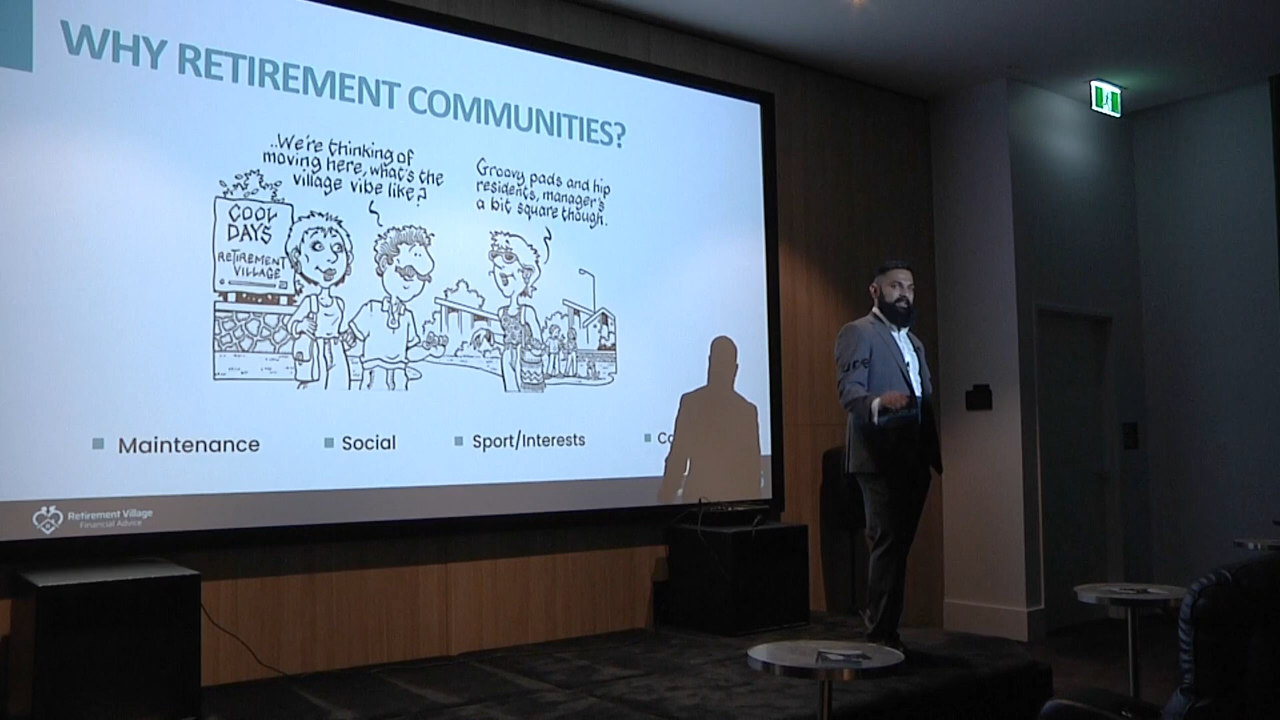 WHY RETIREMENT COMMUNITIES?
..We're thinking of
moving here, what's the
village vibe like?
Groovy pads and hip
residents, manager's
a bit square though.
COOL
DAYS
RETIREMENT
VILLAGE
Maintenance
Social
Sport/Interests
Retirement Village
Financial Advice